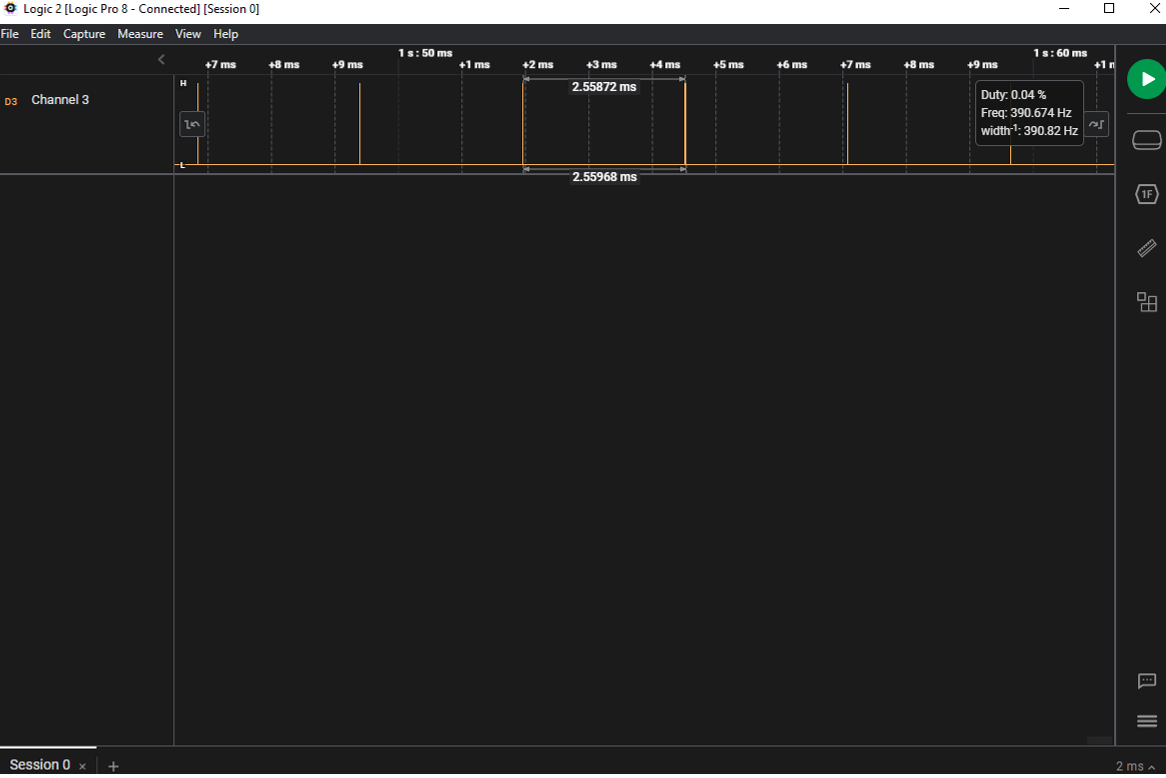 Logic 2 [Logic Pro 8 - Connected] [Session 0]
File Edit Capture Measure View Help
1 s : 50 ms 1 s : 60 ms
+7 ms +8 ms +9 ms +1 ms +2 ms +3 ms +4 ms +5 ms +6 ms +7 ms +8 ms +9 ms
H
2.55872 ms
D3 Channel 3
Duty: 0.04 %
Freq: 390.674 Hz
width-1: 390.82 Hz
L
2.55968 ms
1F
Session 0 × +
2 ms